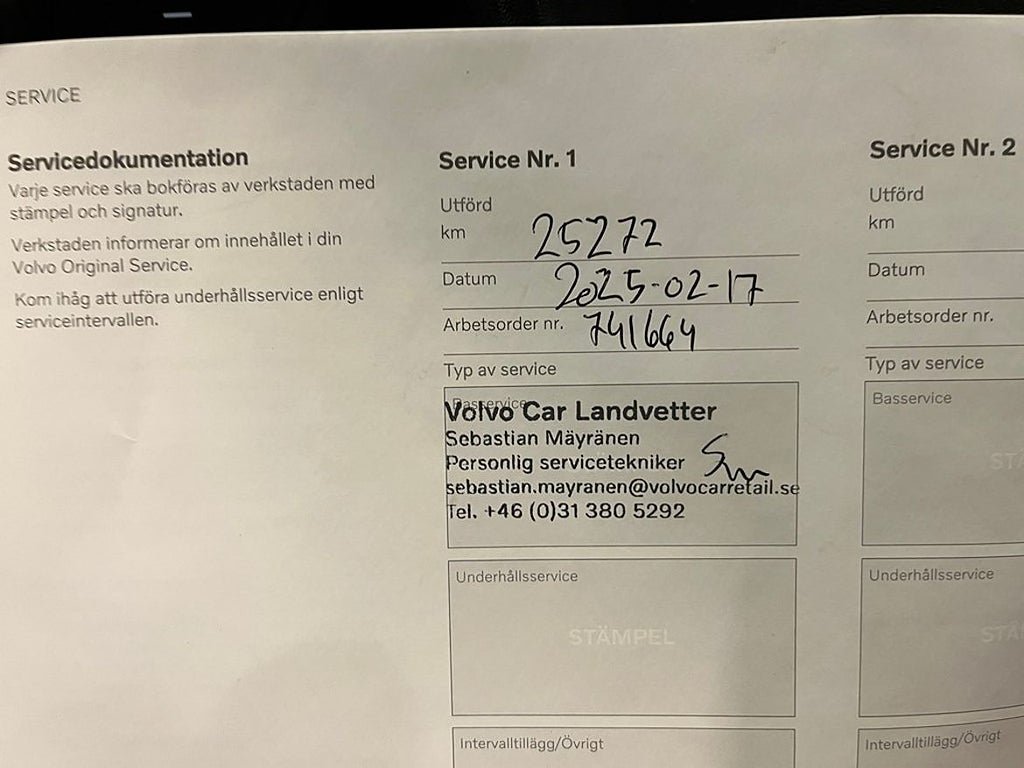 SERVICE
Servicedokumentation
Varje service ska bokföras av verkstaden med
stämpel och signatur.
Verkstaden informerar om innehållet i din
Volvo Original Service.
Kom ihåg att utföra underhållsservice enligt
serviceintervallen.
Service Nr. 1
Utförd
km 25272
Datum 2025-02-17
Arbetsorder nr. 741664
Typ av service
Basservice
Volvo Car Landvetter
Sebastian Mäyränen
Personlig servicetekniker
sebastian.mayranen@volvocarretail.se
Tel. +46 (0)31 380 5292
Underhållsservice
STÄMPEL
Intervalltillägg/Övrigt
Service Nr. 2
Utförd
km
Datum
Arbetsorder nr.
Typ av service
Basservice
Underhållsservice
Intervalltillägg/Övrigt